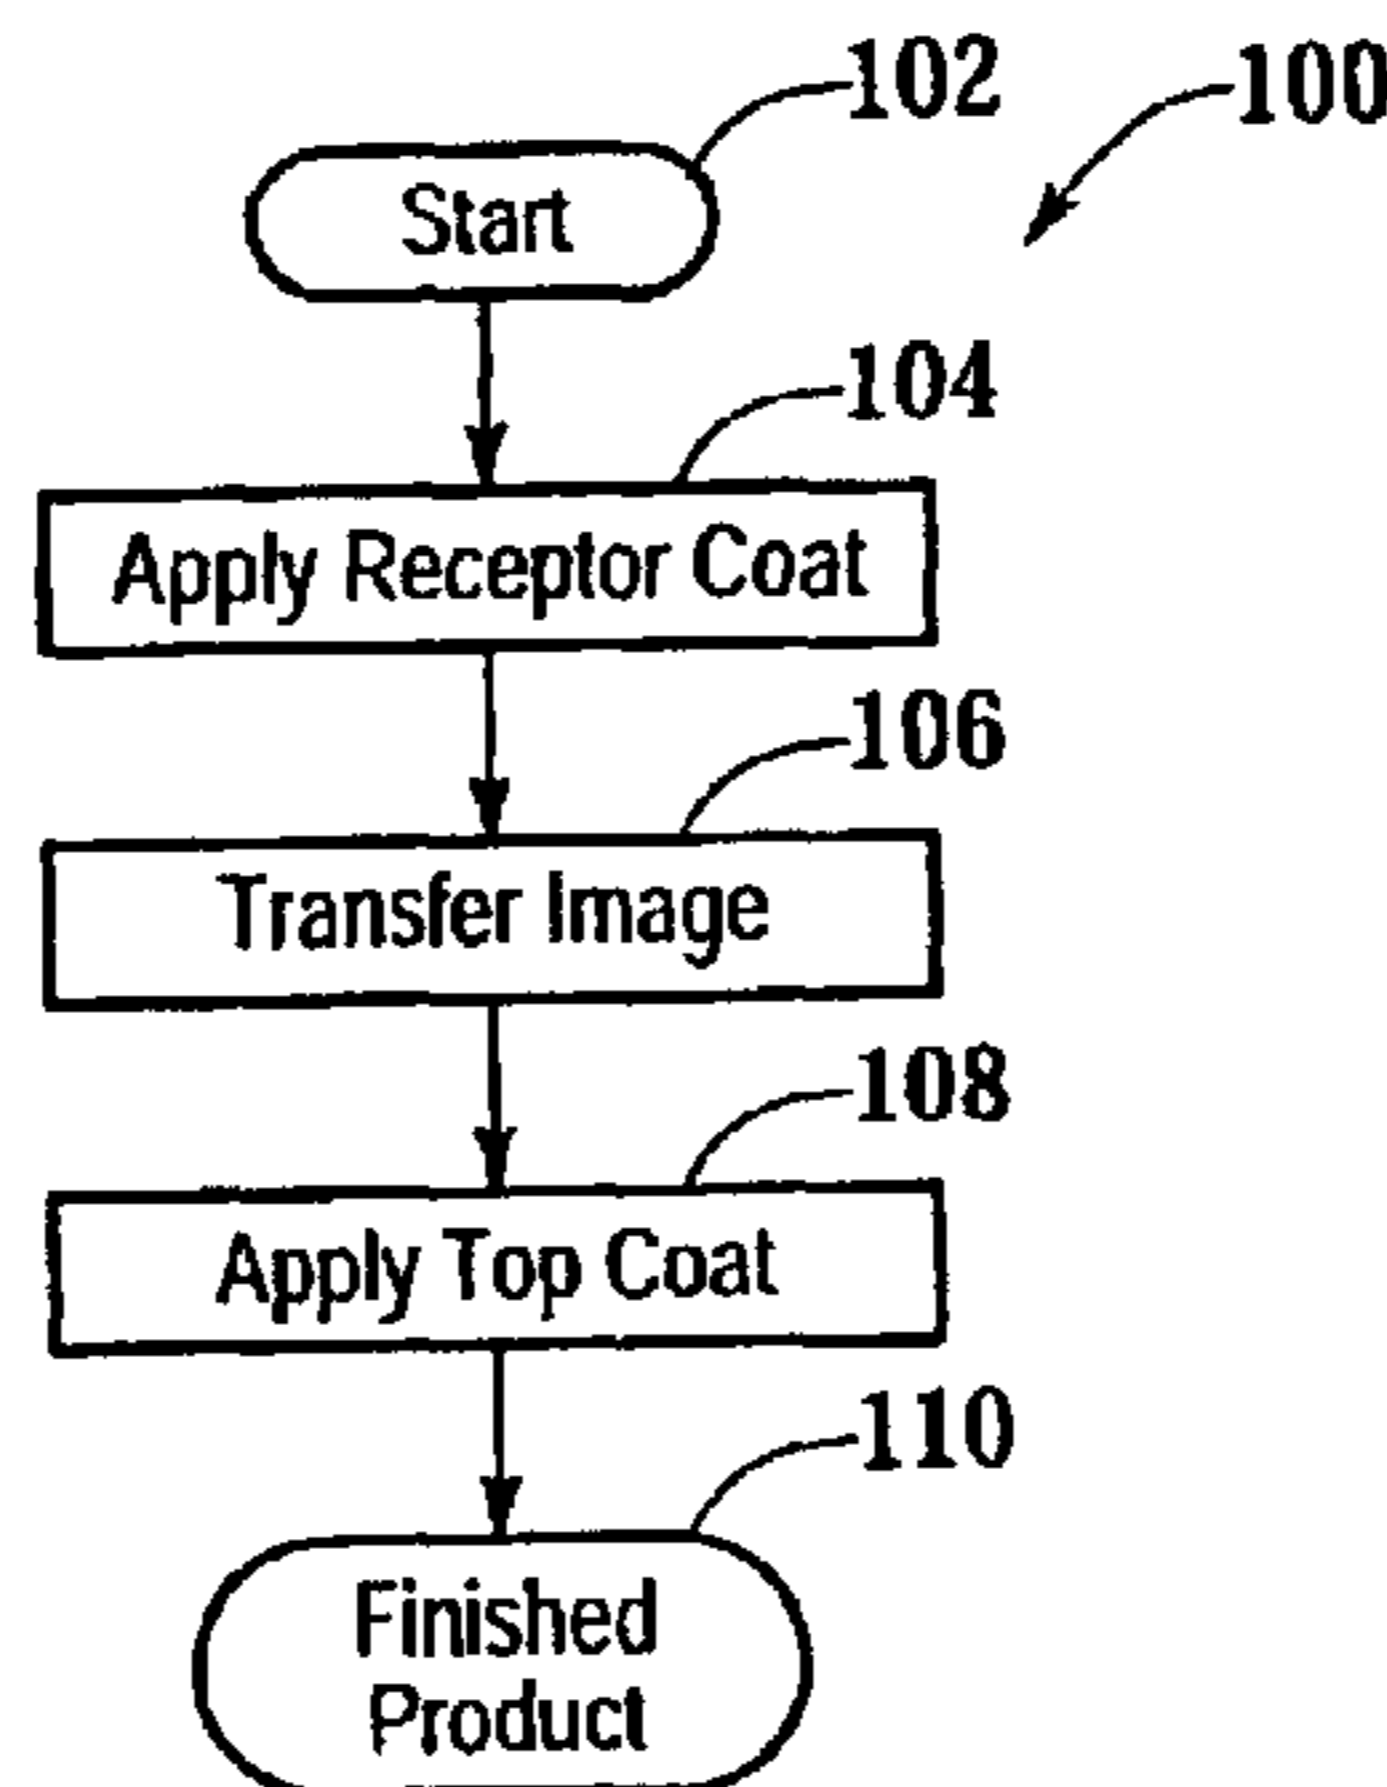 102
100
Start
104
Apply Receptor Coat
106
Transfer Image
108
Apply Top Coat
110
Finished
Product